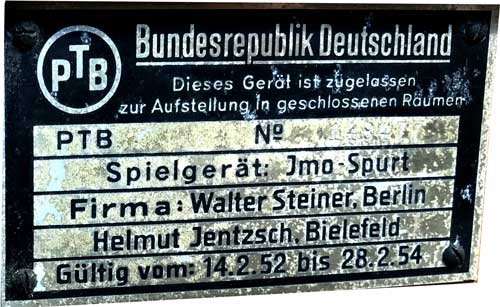 PTB
Bundesrepublik Deutschland
Dieses Gerät ist zugelassen
zur Aufstellung in geschlossenen Räumen
PTB Nº
Spielgerät: Jmo-Spurt
Firma: Walter Steiner, Berlin
Helmut Jentzsch, Bielefeld
Gültig vom: 14.2.52 bis 28.2.54